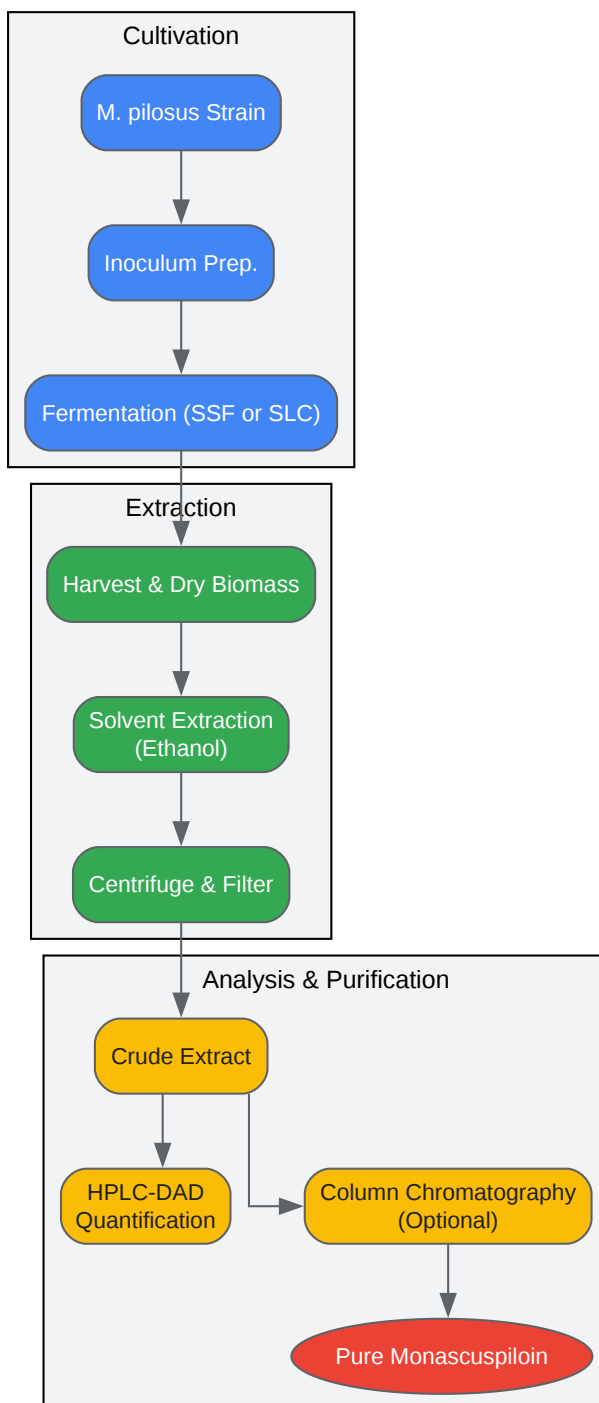 Cultivation
M. pilosus Strain
Inoculum Prep.
Fermentation (SSF or SLC)
Extraction
Harvest & Dry Biomass
Solvent Extraction
(Ethanol)
Centrifuge & Filter
Analysis & Purification
Crude Extract
HPLC-DAD
Quantification
Column Chromatography
(Optional)
Pure Monascuspiloin